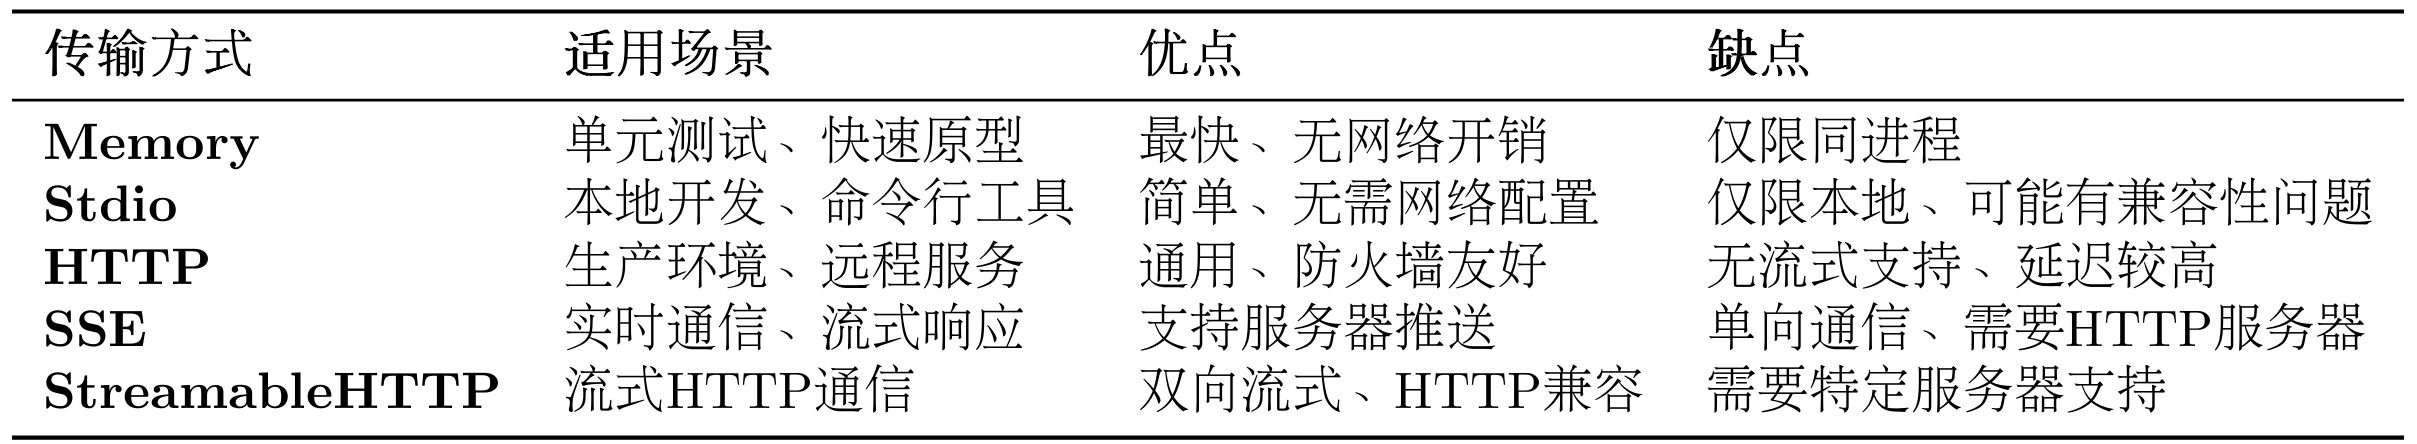 传输方式 适用场景 优点 缺点
Memory 单元测试、快速原型 最快、无网络开销 仅限同进程
Stdio 本地开发、命令行工具 简单、无需网络配置 仅限本地、可能有兼容性问题
HTTP 生产环境、远程服务 通用、防火墙友好 无流式支持、延迟较高
SSE 实时通信、流式响应 支持服务器推送 单向通信、需要HTTP服务器
StreamableHTTP 流式HTTP通信 双向流式、HTTP兼容 需要特定服务器支持